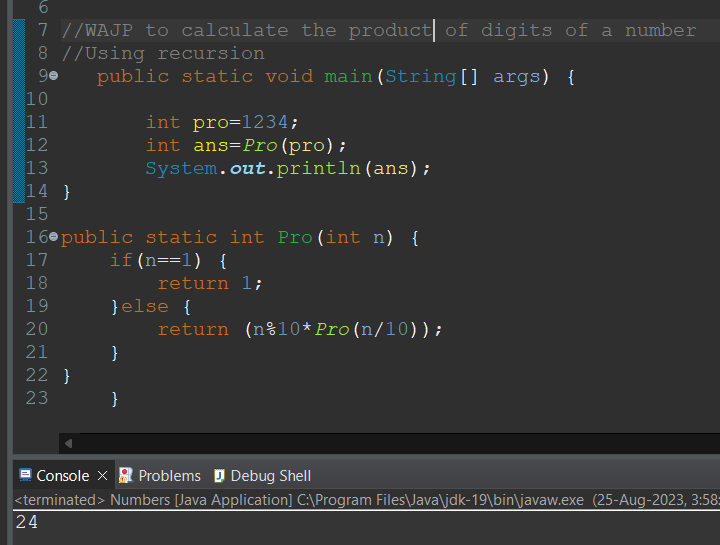 6
7 //WAJP to calculate the product of digits of a number
8 //Using recursion
9 public static void main(String[] args) {
10
11 int pro=1234;
12 int ans=Pro(pro);
13 System.out.println(ans);
14 }
15
16 public static int Pro(int n) {
17 if(n==1) {
18 return 1;
19 }else {
20 return (n%10*Pro(n/10));
21 }
22 }
23 }
Console × Problems Debug Shell
<terminated> Numbers [Java Application] C:\Program Files\Java\jdk-19\bin\javaw.exe (25-Aug-2023, 3:58:
24